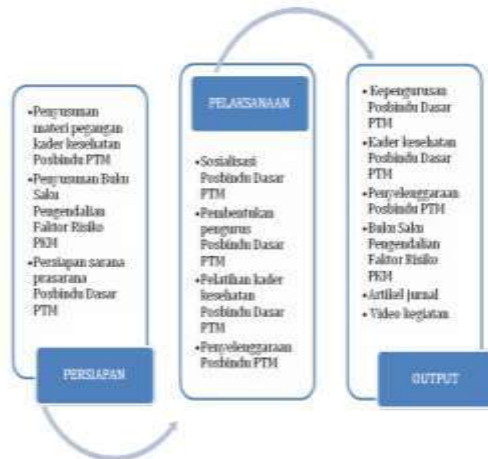 •Penyusunan
materi pegangan
kader kesehatan
Posbindu PTM
•Penyusunan Buku
Saku
Pengendalian
Faktor Risiko
PKM
•Persiapan sarana
prasarana
Posbindu Dasar
PTM
PERSIAPAN
PELAKSANAAN
•Sosialisasi
Posbindu Dasar
PTM
•Pembentukan
pengurus
Posbindu Dasar
PTM
•Pelatihan kader
kesehatan
Posbindu Dasar
PTM
•Penyelenggaraan
Posbindu PTM
•Kepengurusan
Posbindu Dasar
PTM
•Kader kesehatan
Posbindu Dasar
PTM
•Penyelenggaraan
Posbindu PTM
•Buku Saku
Pengendalian
Faktor Risiko
PKM
•Artikel jurnal
•Video kegiatan
OUTPUT